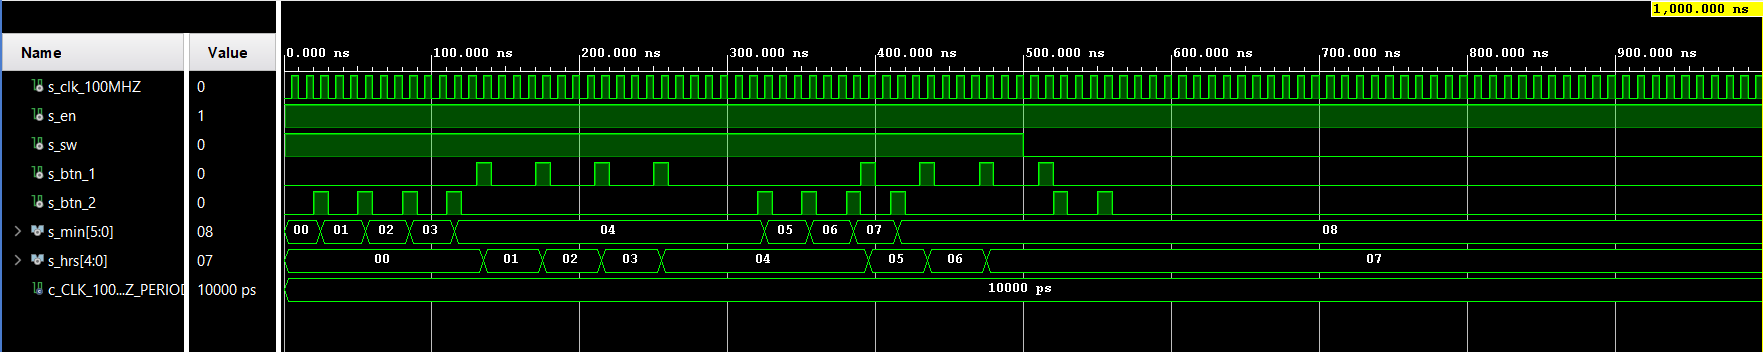 1,000.000 ns
Name Value 0.000 ns 100.000 ns 200.000 ns 300.000 ns 400.000 ns 500.000 ns 600.000 ns 700.000 ns 800.000 ns 900.000 ns
s_clk_100MHZ 0
s_en 1
s_sw 0
s_btn_1 0
s_btn_2 0
s_min[5:0] 08 00 01 02 03 04 05 06 07 08
s_hrs[4:0] 07 00 01 02 03 04 05 06 07
c_CLK_100...Z_PERIOD 10000 ps 10000 ps